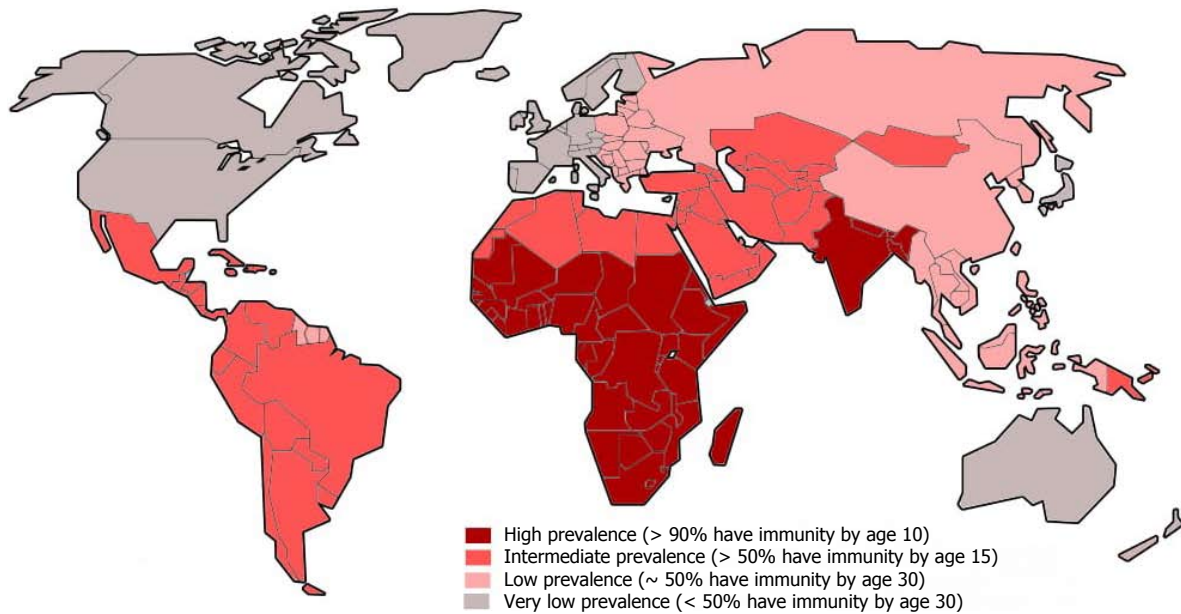 High prevalence (> 90% have immunity by age 10)
Intermediate prevalence (> 50% have immunity by age 15)
Low prevalence (~ 50% have immunity by age 30)
Very low prevalence (< 50% have immunity by age 30)